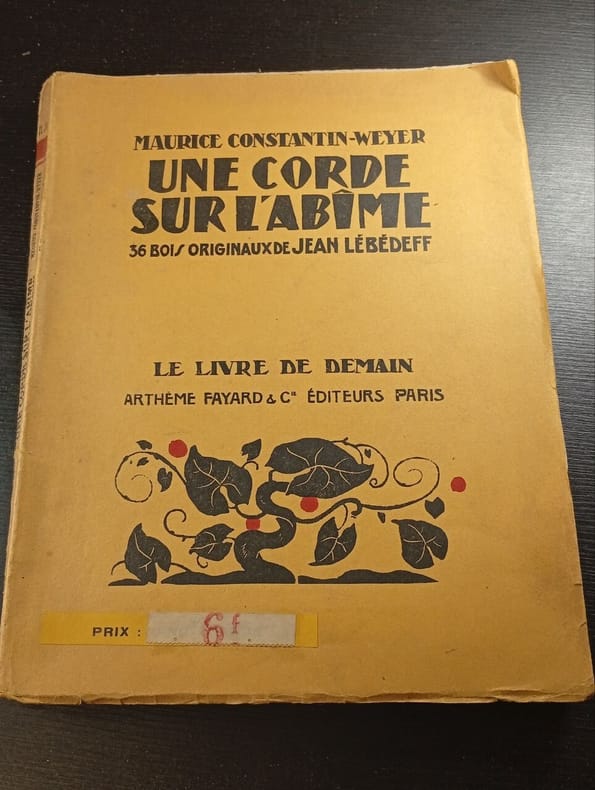 MAURICE CONSTANTIN-WEYER
UNE CORDE
SUR L'ABÎME
36 BOIS ORIGINAUX DE JEAN LÉBÉDEFF
LE LIVRE DE DEMAIN
ARTHÈME FAYARD & Cie ÉDITEURS PARIS
PRIX : 6f